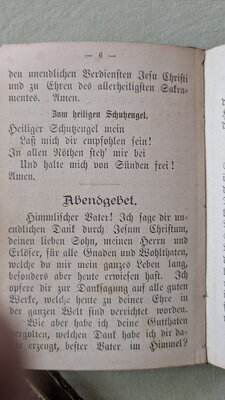 — 6 —
den unendlichen Verdiensten Jesu Christi
und zu Ehren des allerheiligsten Sakra-
mentes. Amen.
Zum heiligen Schutzengel.
Heiliger Schutzengel mein
Laß mich dir empfohlen sein!
In allen Nöthen steh' mir bei
Und halte mich von Sünden frei!
Amen.
Abendgebet.
Himmlischer Vater! Ich sage dir un-
endlichen Dank durch Jesum Christum,
deinen lieben Sohn, meinen Herrn und
Erlöser, für alle Gnaden und Wohlthaten,
welche du mir mein ganzes Leben lang,
besonders aber heute erwiesen hast. Ich
opfere dir zur Danksagung auf alle guten
Werke, welche heute zu deiner Ehre in
der ganzen Welt sind verrichtet worden.
Wie aber habe ich deine Gutthaten
vergolten, welchen Dank habe ich dir da-
erzeugt, bester Vater im Himmel?